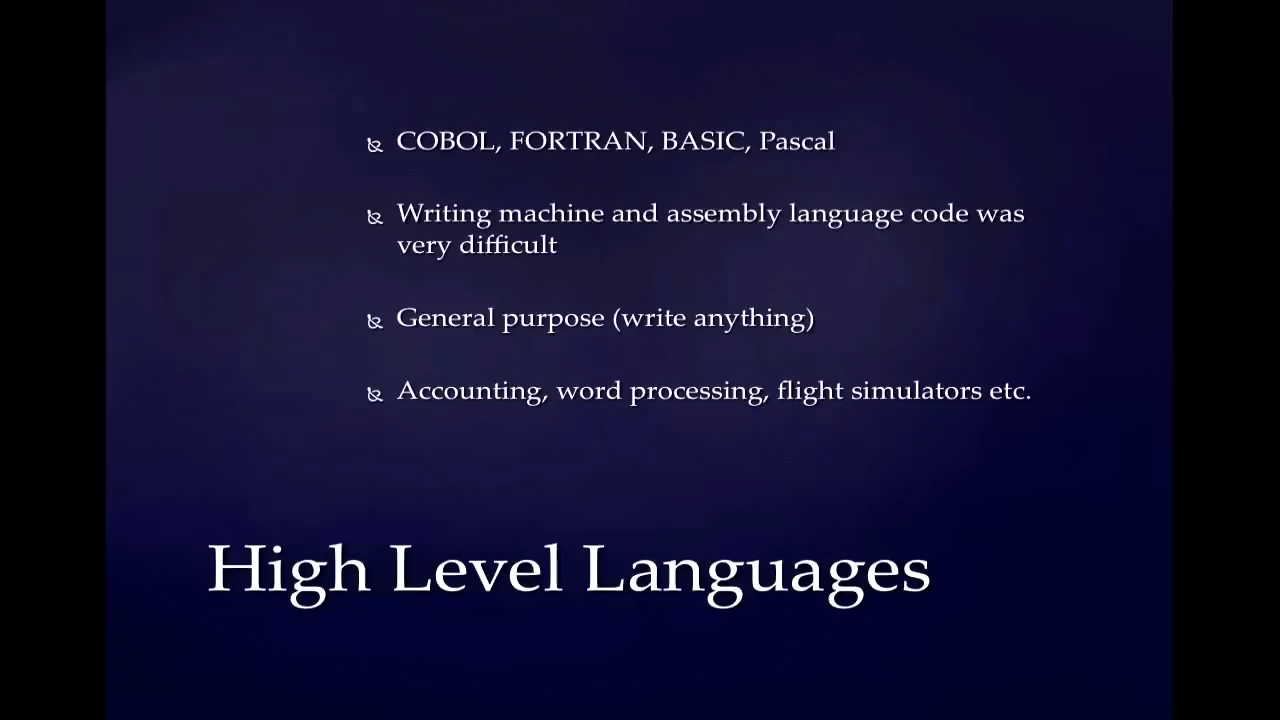 COBOL, FORTRAN, BASIC, Pascal
Writing machine and assembly language code was
very difficult
General purpose (write anything)
Accounting, word processing, flight simulators etc.
High Level Languages